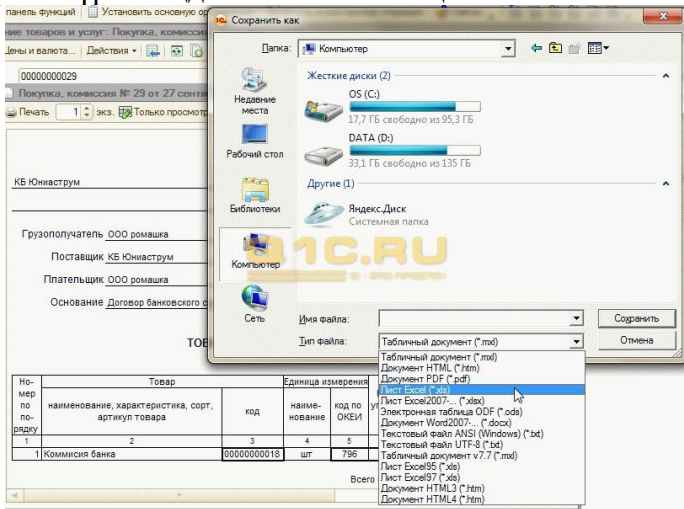 панель функций Установить основную ор
ние товаров и услуг: Покупка, комиссия
Цены и валюта... Действия
00000000029
Покупка, комиссия № 29 от 27 сентя
Печать 1 экз. Только просмотр
КБ Юниаструм
Грузополучатель ООО ромашка
Поставщик КБ Юниаструм
Плательщик ООО ромашка
Основание Договор банковского с
ТОВ
Но-мер по по-рядку
Товар
Единица измерения
наименование, характеристика, сорт, артикул товара
код
наиме-нование
код по ОКЕИ
1 2 3 4 5
1 Коммисия банка 00000000018 шт 796
Всего
Сохранить как
Папка: Компьютер
Недавние места
Рабочий стол
Библиотеки
Компьютер
Сеть
Жесткие диски (2)
OS (C:)
17,7 ГБ свободно из 95,3 ГБ
DATA (D:)
33,1 ГБ свободно из 135 ГБ
Другие (1)
Яндекс.Диск
Системная папка
Имя файла:
Сохранить
Тип файла: Табличный документ (*.mxl)
Отмена
Табличный документ (*.mxl)
Документ HTML (*.htm)
Документ PDF (*.pdf)
Лист Excel (*.xls)
Лист Excel2007-... (*.xlsx)
Электронная таблица ODF (*.ods)
Документ Word2007-... (*.docx)
Текстовый файл ANSI (Windows) (*.txt)
Текстовый файл UTF-8 (*.txt)
Табличный документ v7.7 (*.mxl)
Лист Excel95 (*.xls)
Лист Excel97 (*.xls)
Документ HTML3 (*.htm)
Документ HTML4 (*.htm)